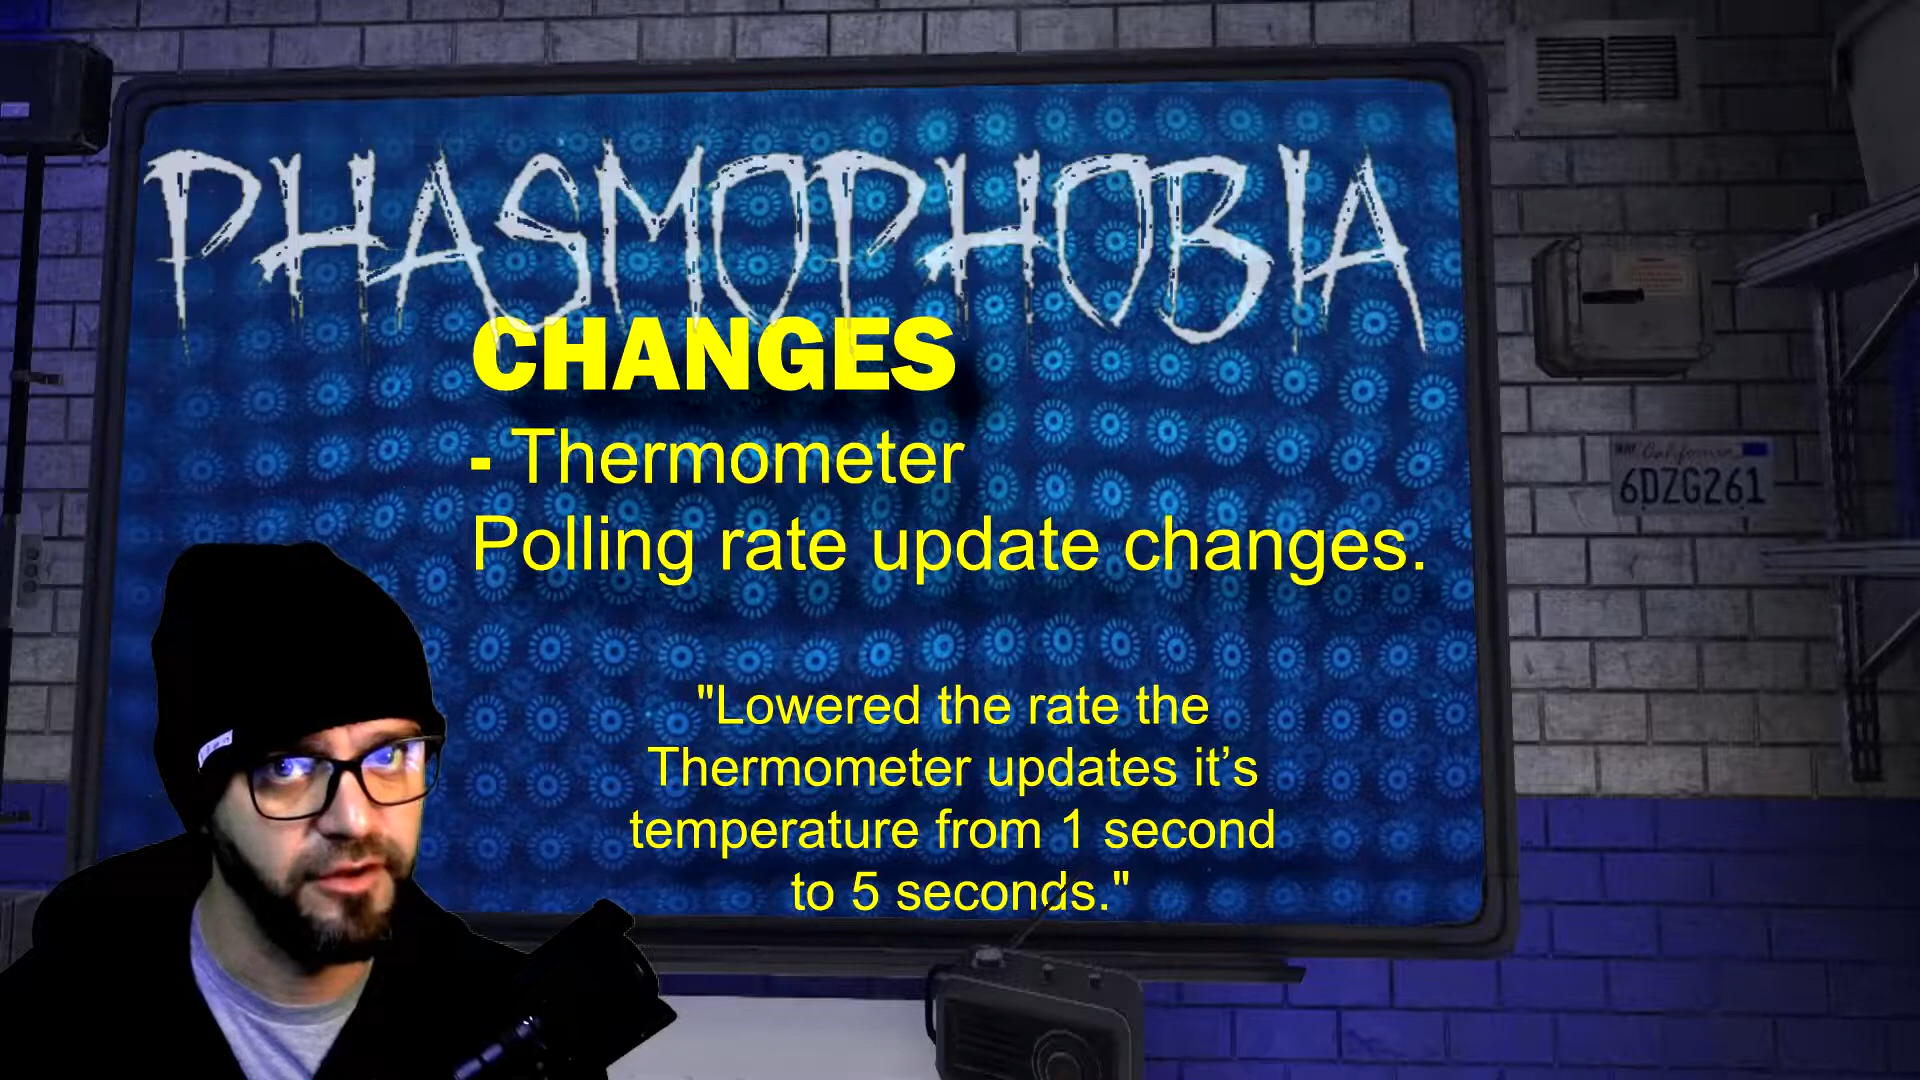 PHASMOPHOBIA
CHANGES
- Thermometer
Polling rate update changes.
"Lowered the rate the
Thermometer updates it’s
temperature from 1 second
to 5 seconds."
California
6DZG261